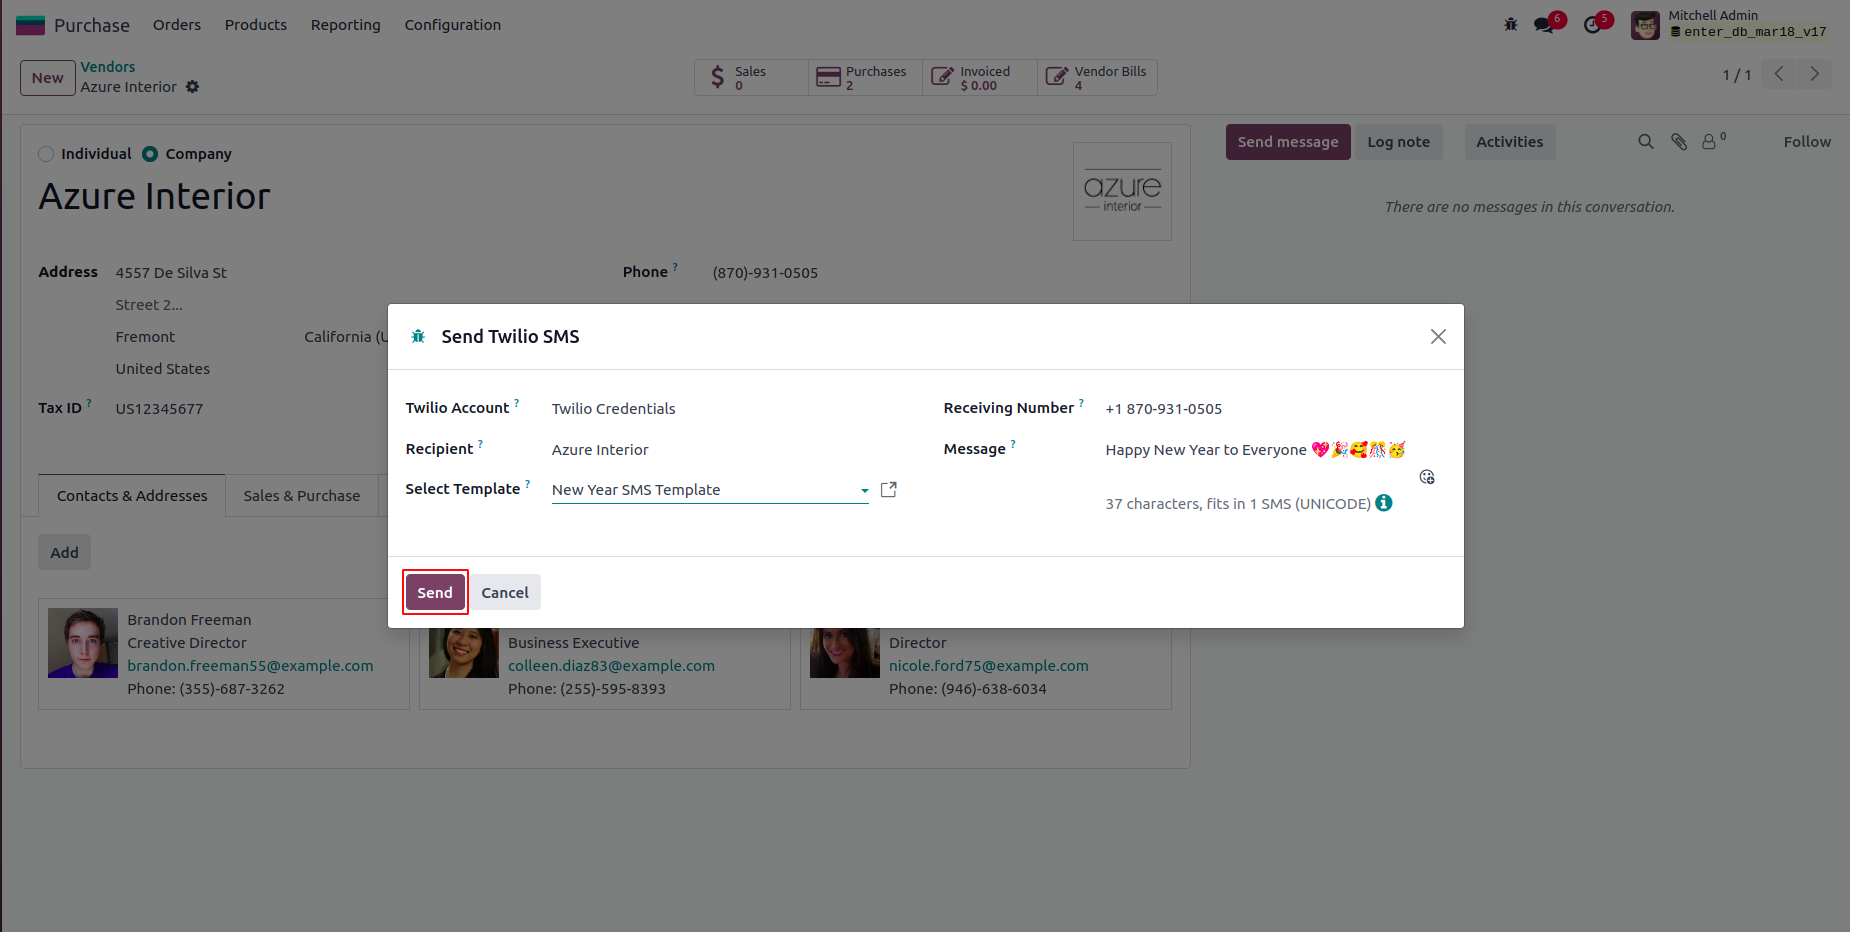 Purchase Orders Products Reporting Configuration 6 5 Mitchell Admin
enter_db_mar18_v17
New Vendors
Azure Interior
Sales 0
Purchases 2
Invoiced $ 0.00
Vendor Bills 4
1 / 1
Individual Company
Azure Interior
azure
interior
Send message Log note Activities 0 Follow
There are no messages in this conversation.
Address 4557 De Silva St
Street 2...
Fremont California (U
United States
Tax ID ? US12345677
Phone ? (870)-931-0505
Send Twilio SMS
Twilio Account ? Twilio Credentials
Recipient ? Azure Interior
Select Template ? New Year SMS Template
Receiving Number ? +1 870-931-0505
Message ? Happy New Year to Everyone 💖🎉🥰🎊🥳
37 characters, fits in 1 SMS (UNICODE)
Send Cancel
Contacts & Addresses Sales & Purchase
Add
Brandon Freeman
Creative Director
brandon.freeman55@example.com
Phone: (355)-687-3262
Business Executive
colleen.diaz83@example.com
Phone: (255)-595-8393
Director
nicole.ford75@example.com
Phone: (946)-638-6034